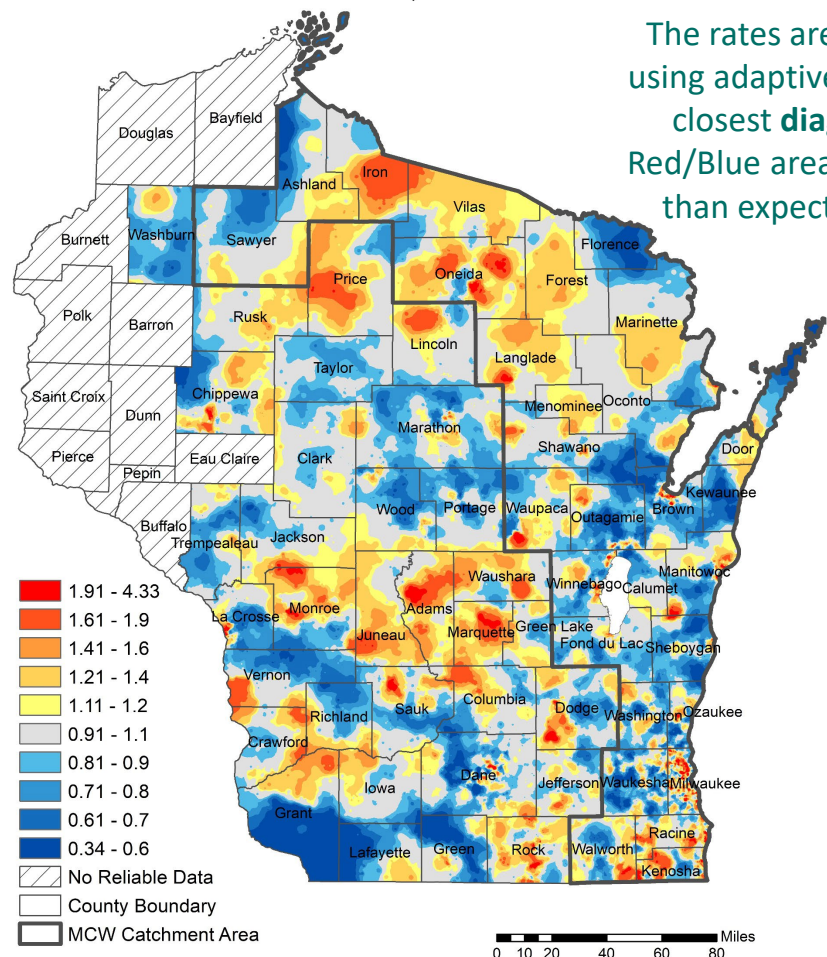 The rates are
using adaptive
closest dia
Red/Blue area
than expect
Douglas
Bayfield
Ashland
Iron
Vilas
Burnett
Washburn
Sawyer
Florence
Price
Oneida
Forest
Polk
Barron
Rusk
Marinette
Lincoln
Langlade
Taylor
Saint Croix
Dunn
Chippewa
Menominee
Oconto
Marathon
Shawano
Pierce
Pepin
Eau Claire
Clark
Door
Kewaunee
Buffalo
Trempealeau
Jackson
Wood
Portage
Waupaca
Outagamie
Brown
Waushara
Winnebago
Calumet
Manitowoc
La Crosse
Monroe
Juneau
Adams
Marquette
Green Lake
Fond du Lac
Sheboygan
Vernon
Richland
Sauk
Columbia
Dodge
Washington
Ozaukee
Crawford
Iowa
Dane
Jefferson
Waukesha
Milwaukee
Grant
Lafayette
Green
Rock
Walworth
Racine
Kenosha
1.91 - 4.33
1.61 - 1.9
1.41 - 1.6
1.21 - 1.4
1.11 - 1.2
0.91 - 1.1
0.81 - 0.9
0.71 - 0.8
0.61 - 0.7
0.34 - 0.6
No Reliable Data
County Boundary
MCW Catchment Area
Miles
0 10 20 40 60 80